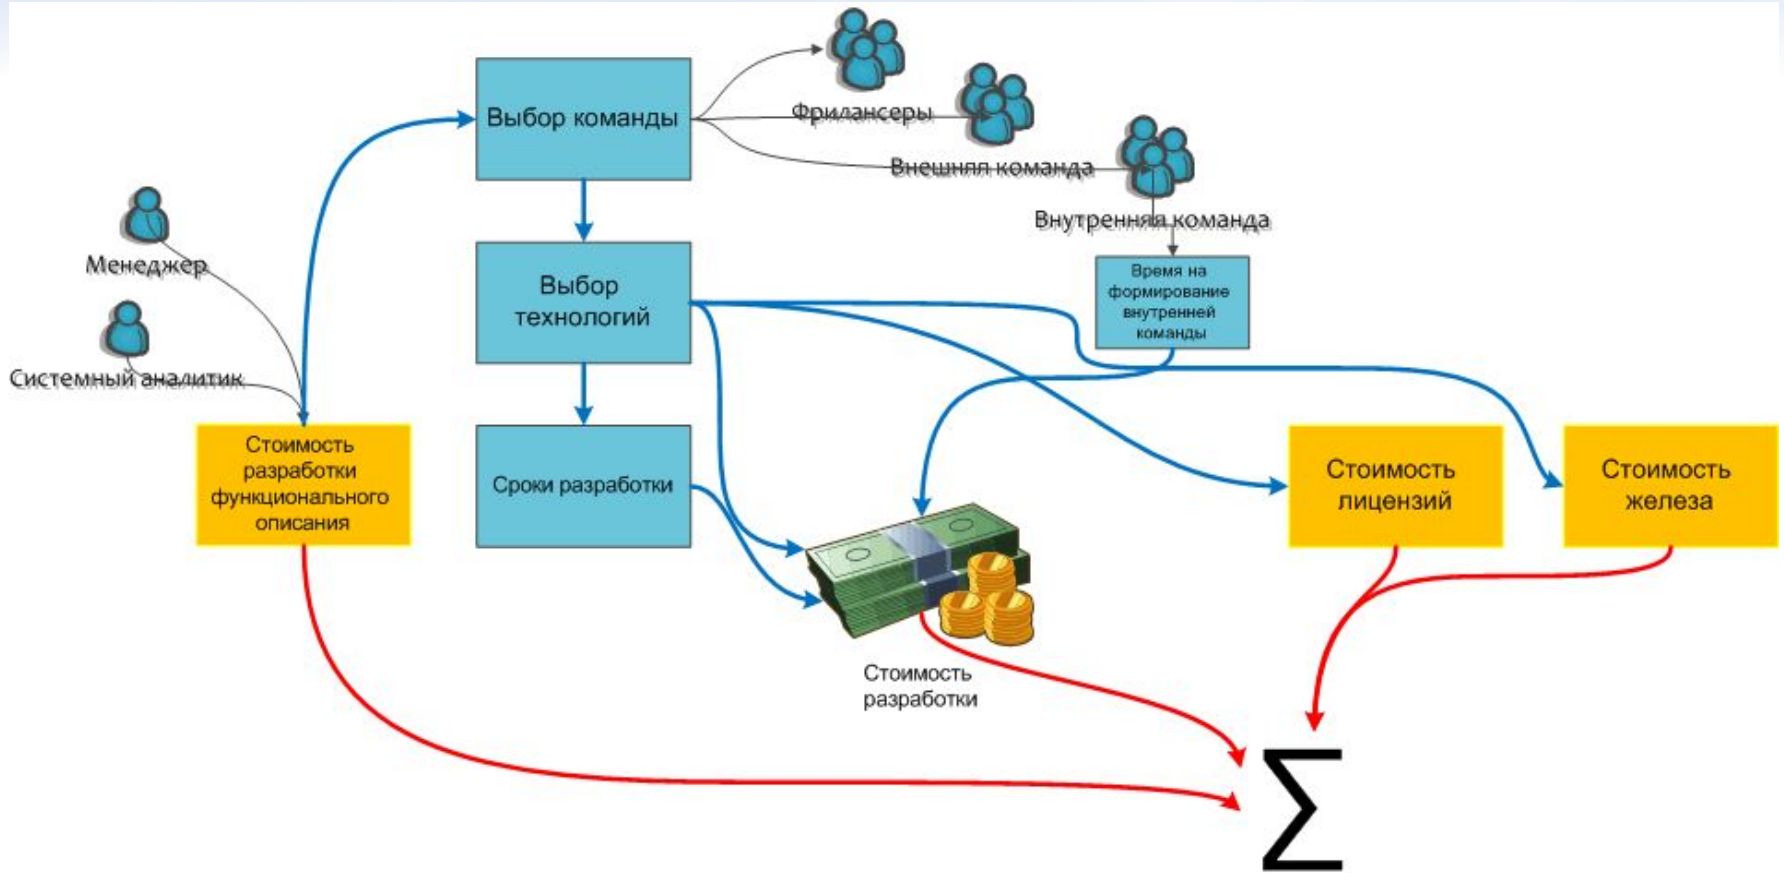 Выбор команды
Фрилансеры
Внешняя команда
Внутренняя команда
Менеджер
Системный аналитик
Выбор
технологий
Время на
формирование
внутренней
команды
Стоимость
разработки
функционального
описания
Сроки разработки
Стоимость
лицензий
Стоимость
железа
Стоимость
разработки
Σ